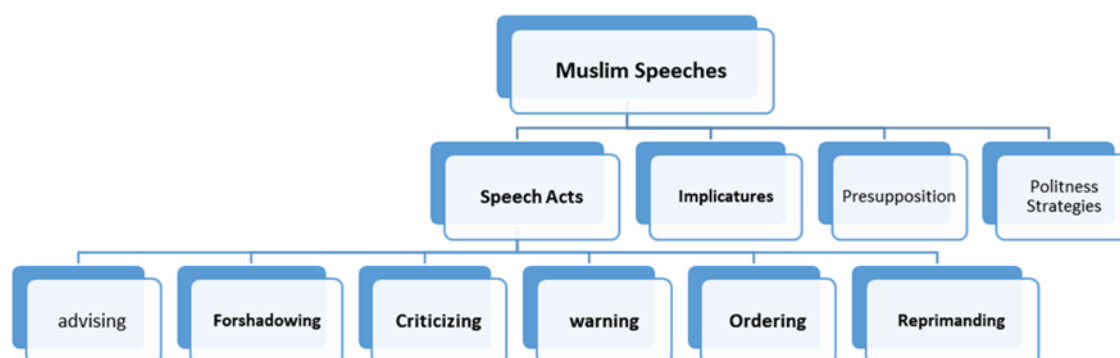 Muslim Speeches
Speech Acts
Implicatures
Presupposition
Politness
Strategies
advising
Forshadowing
Criticizing
warning
Ordering
Reprimanding